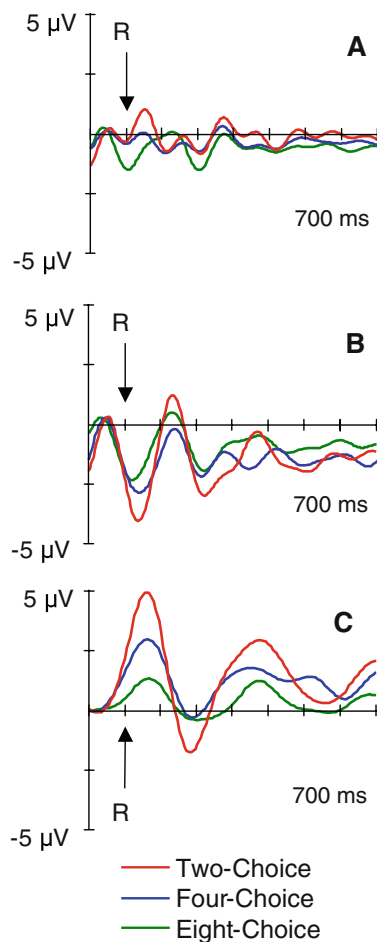 5 µV
R
A
700 ms
-5 µV
5 µV
R
B
700 ms
-5 µV
5 µV
C
R
700 ms
-5 µV
Two-Choice
Four-Choice
Eight-Choice